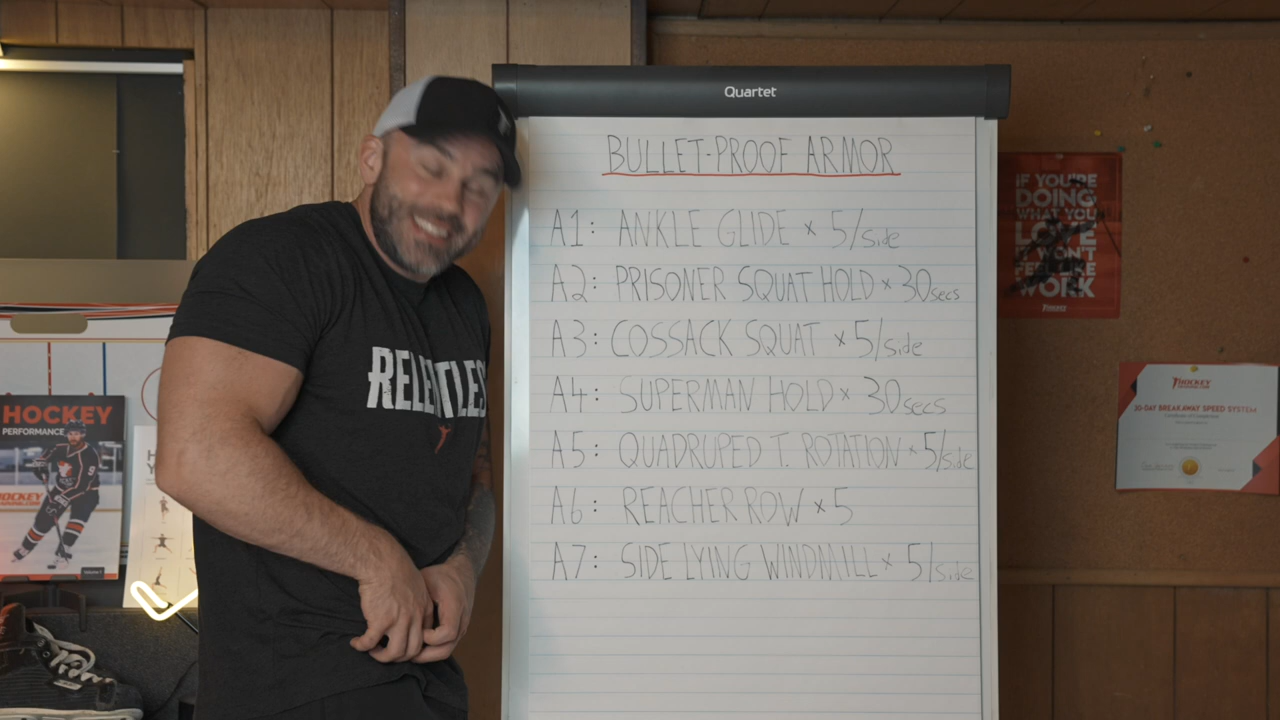 Quartet
BULLET-PROOF ARMOR
A1: ANKLE GLIDE × 5/side
A2: PRISONER SQUAT HOLD × 30secs
A3: COSSACK SQUAT × 5/side
A4: SUPERMAN HOLD × 30secs
A5: QUADRUPED T. ROTATION × 5/side
A6: REACHER ROW × 5
A7: SIDE LYING WINDMILL × 5/side
RELENTLES
HOCKEY
PERFORMANCE
IF YOU'RE
DOING
WHAT YOU
LOVE
IT WON'T
FEEL LIKE
WORK
HOCKEY
30-DAY BREAKAWAY SPEED SYSTEM